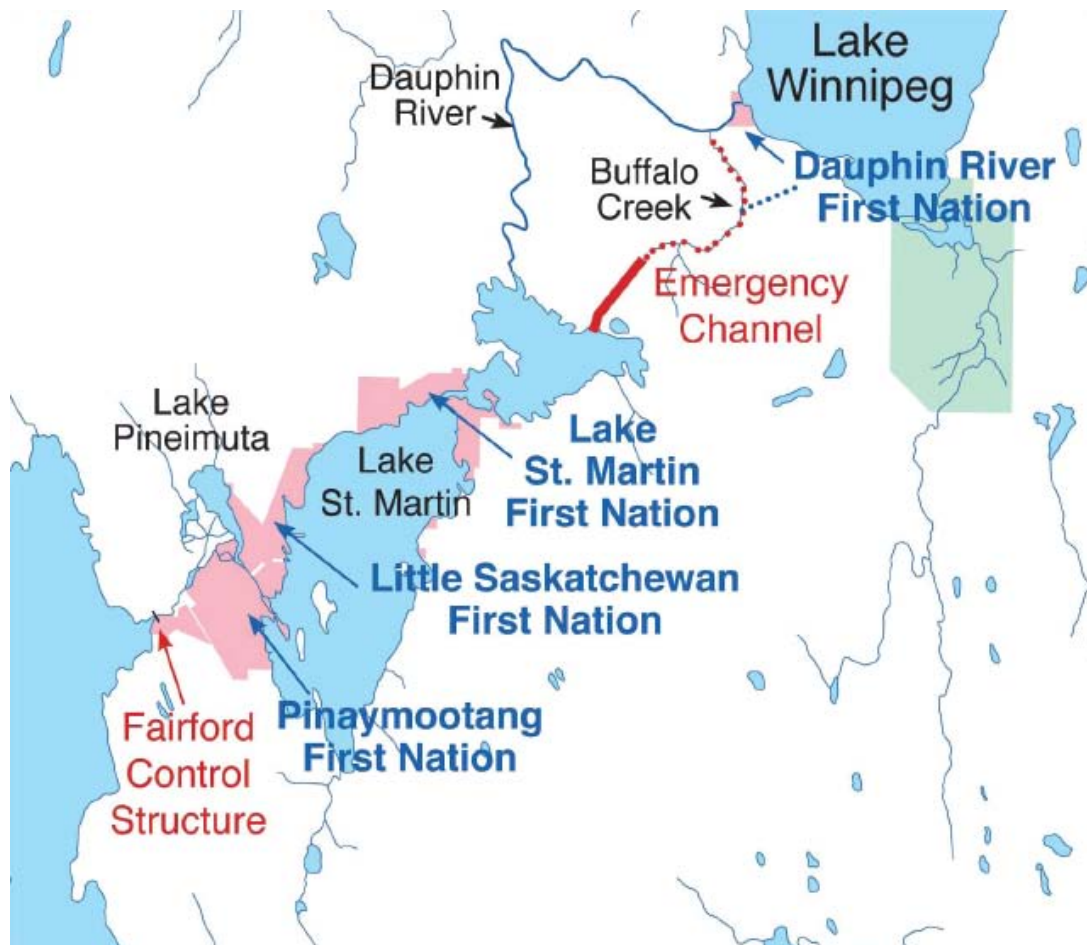 Lake
Winnipeg
Dauphin
River
Buffalo
Creek
Dauphin River
First Nation
Emergency
Channel
Lake
Pineimuta
Lake
St. Martin
Lake
St. Martin
First Nation
Little Saskatchewan
First Nation
Pinaymootang
First Nation
Fairford
Control
Structure